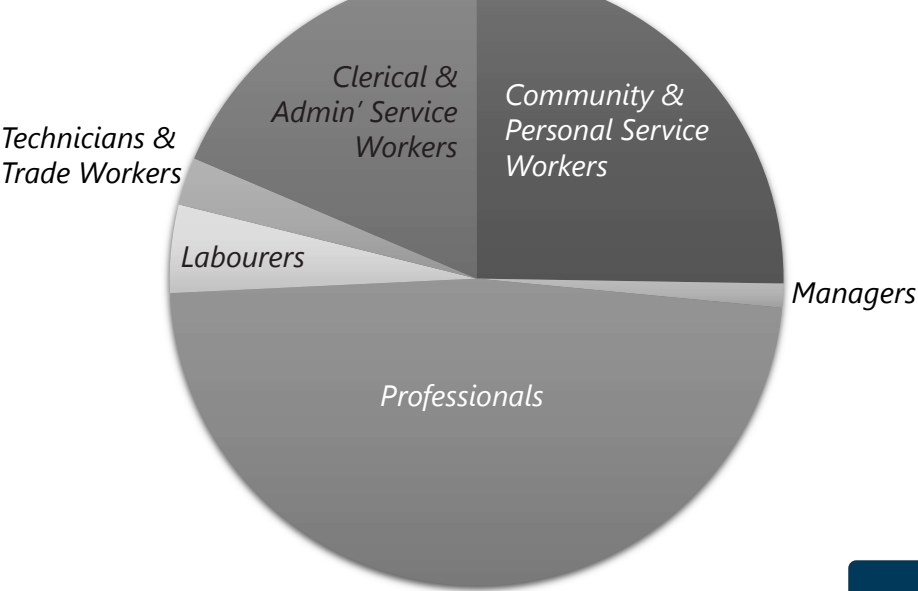 Clerical &
Admin' Service
Workers
Community &
Personal Service
Workers
Technicians &
Trade Workers
Labourers
Managers
Professionals